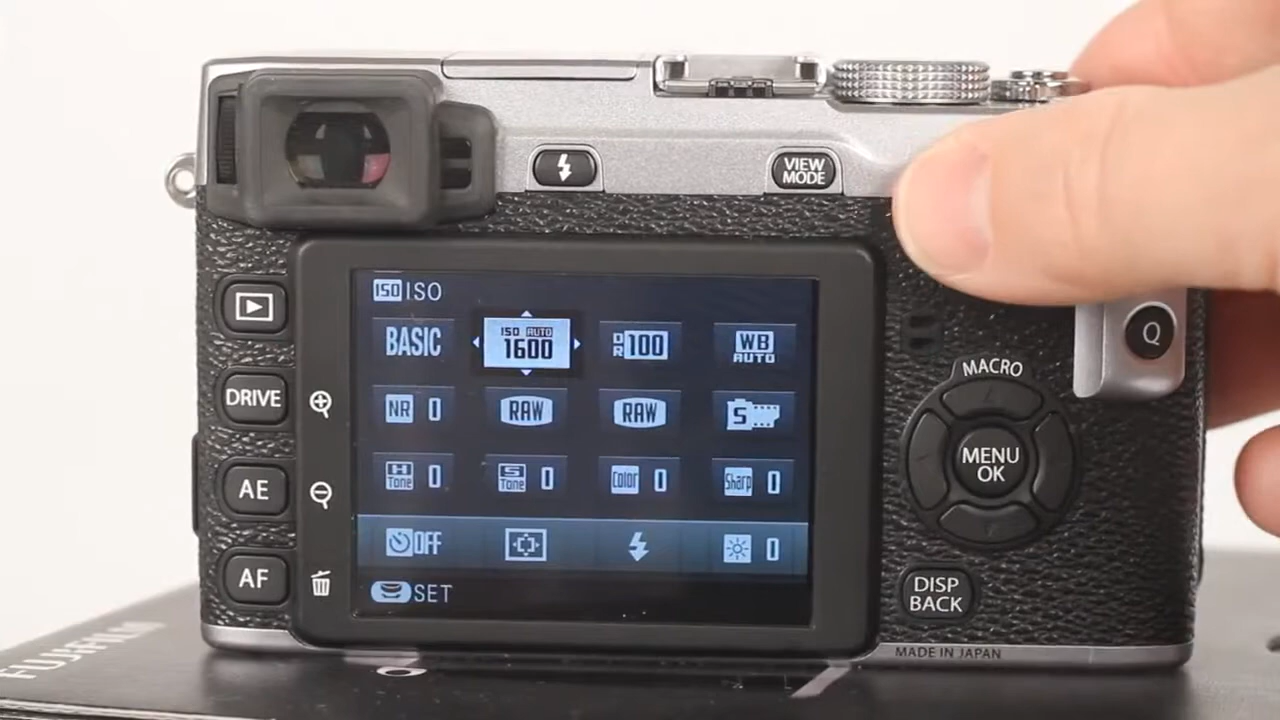 VIEW
MODE
ISO ISO
BASIC
ISO AUTO
1600
DR 100
WB
AUTO
Q
MACRO
DRIVE
NR 0
RAW
RAW
S
MENU
OK
AE
H
Tone 0
S
Tone 0
Color 0
Sharp 0
OFF
0
AF
SET
DISP
BACK
MADE IN JAPAN
FUJIFILM